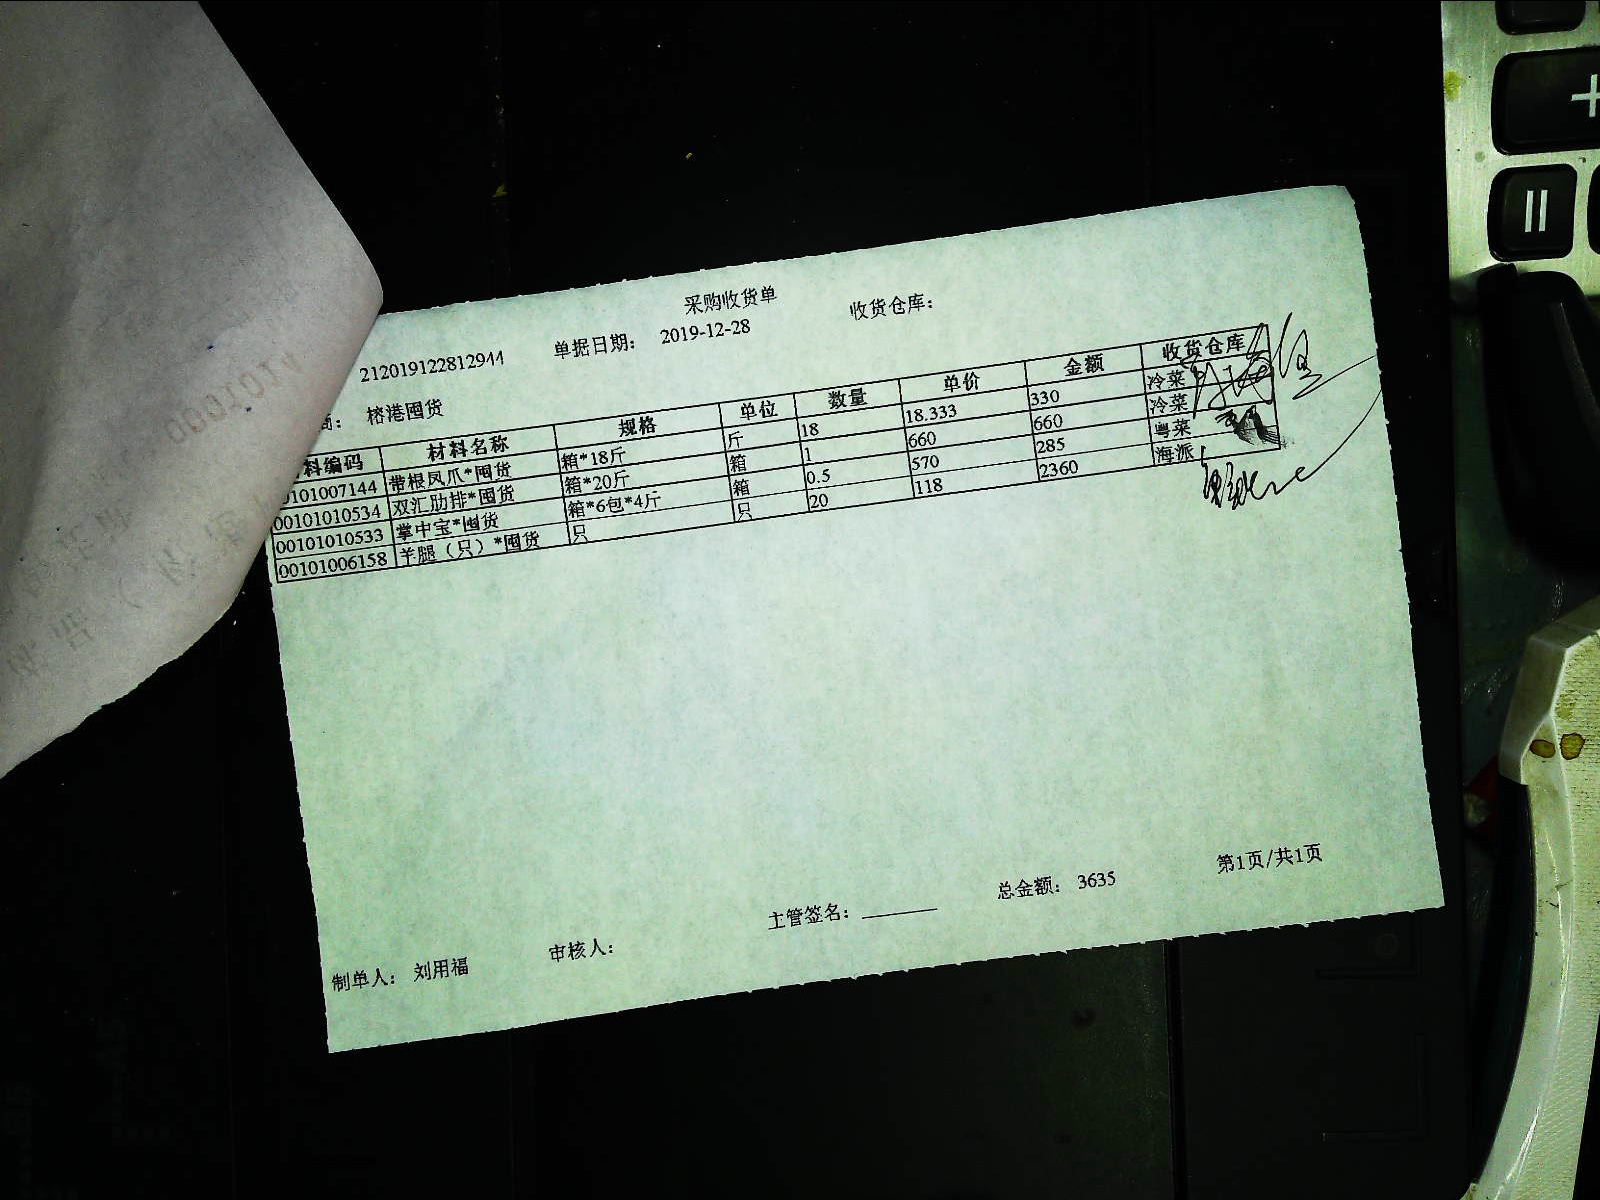 采购收货单
212019122812944 单据日期： 2019-12-28 收货仓库：
商： 榕港囤货
料编码 材料名称 规格 单位 数量 单价 金额 收货仓库
0101007144 带根凤爪*囤货 箱*18斤 斤 18 18.333 330 冷菜
00101010534 双汇肋排*囤货 箱*20斤 箱 1 660 660 冷菜
00101010533 掌中宝*囤货 箱*6包*4斤 箱 0.5 570 285 粤菜
00101006158 羊腿（只）*囤货 只 只 20 118 2360 海派
制单人： 刘用福 审核人： 主管签名： 总金额： 3635 第1页/共1页
+
=